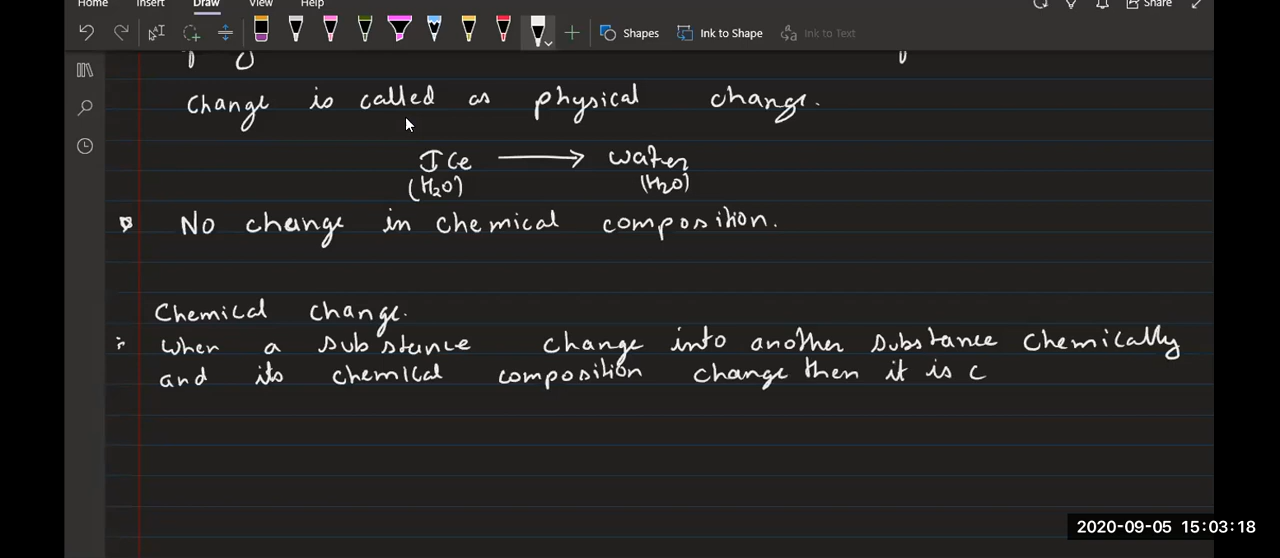 Home Insert Draw View Help Share
Shapes Ink to Shape Ink to Text
Change is called as physical change.
Ice → water
(H₂O) (H₂O)
No change in chemical composition.
Chemical change.
when a substance change into another substance chemically
and its chemical composition change then it is c
2020-09-05 15:03:18